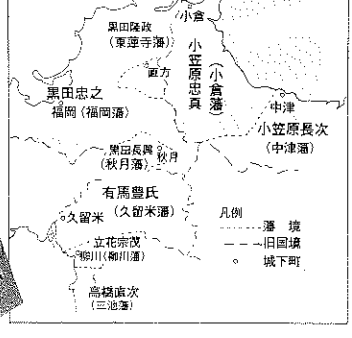 小倉
黒田隆政
(東蓮寺藩)
直方
小笠原忠真
(小倉藩)
黒田忠之
福岡(福岡藩)
中津
小笠原長次
(中津藩)
黒田長興
(秋月藩)
秋月
有馬豊氏
(久留米藩)
久留米
立花宗茂
柳川(柳川藩)
高橋直次
(三池藩)
凡例
藩境
旧国境
城下町